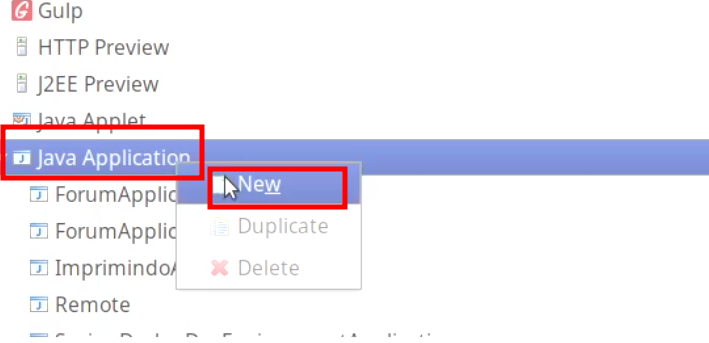 Gulp
HTTP Preview
J2EE Preview
Java Applet
Java Application
New
ForumApplic
Duplicate
ForumApplic
Delete
Imprimindo
Remote